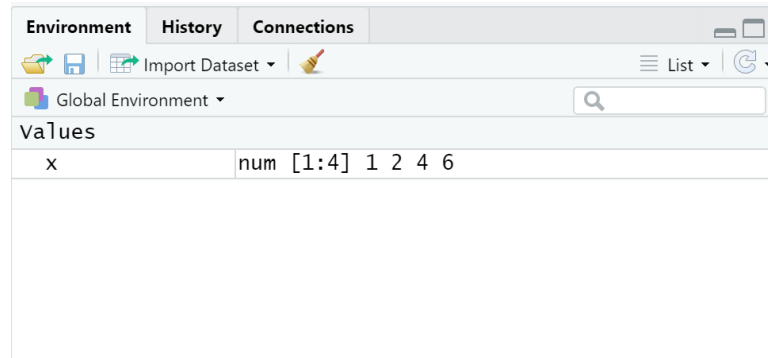 Environment History Connections
Import Dataset List
Global Environment
Values
x num [1:4] 1 2 4 6